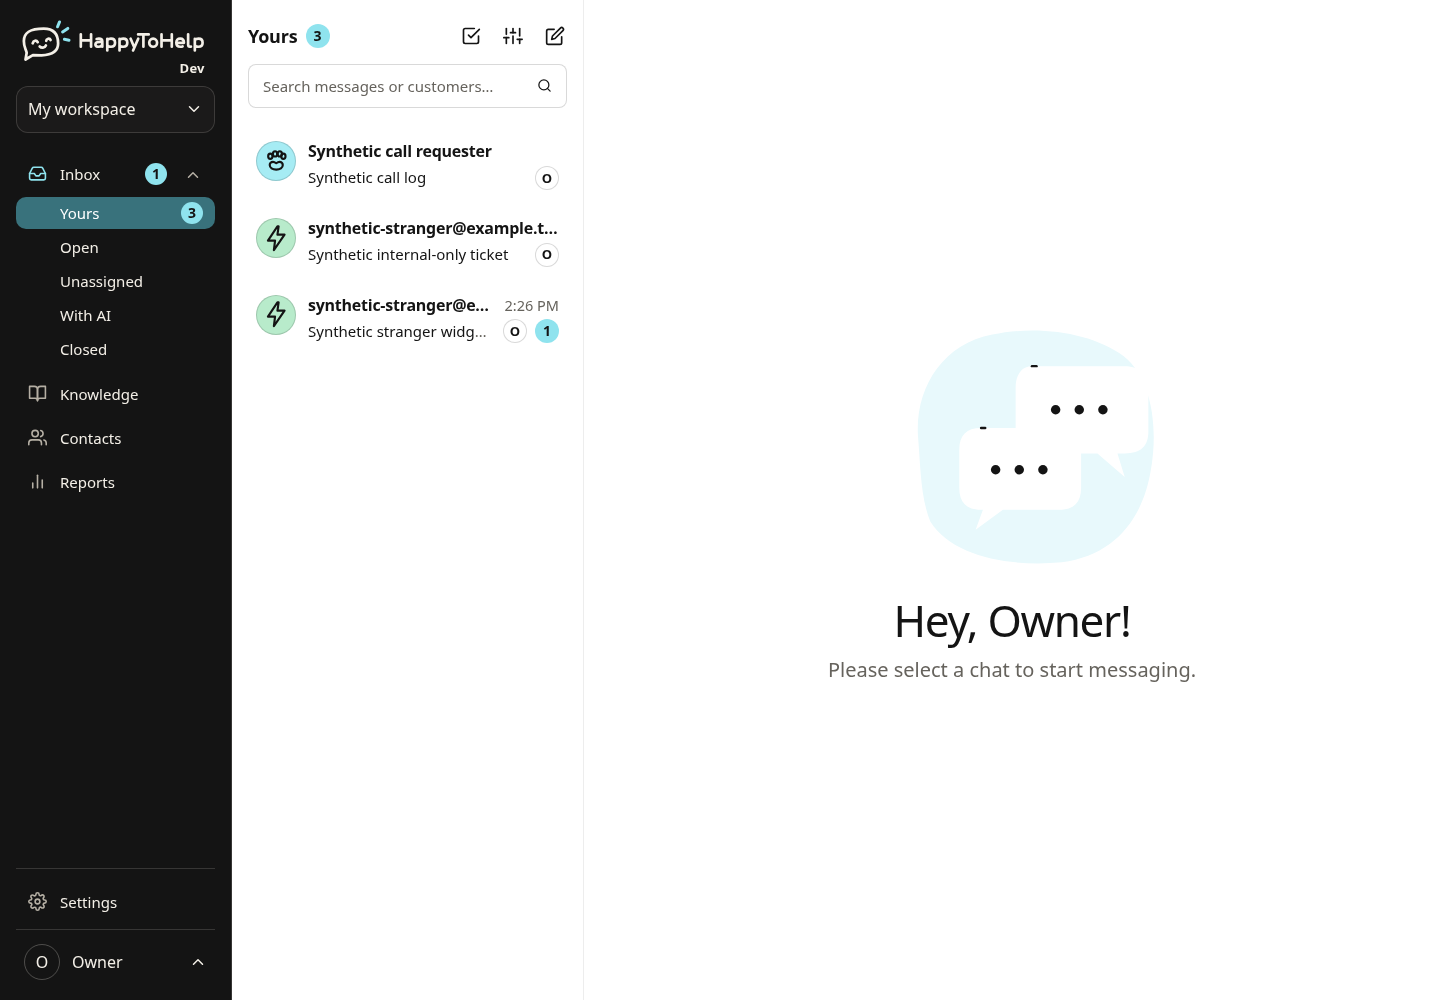 HappyToHelp
Dev
My workspace
Inbox 1
Yours 3
Open
Unassigned
With AI
Closed
Knowledge
Contacts
Reports
Settings
O Owner
Yours 3
Search messages or customers...
Synthetic call requester
Synthetic call log O
synthetic-stranger@example.t...
Synthetic internal-only ticket O
synthetic-stranger@e... 2:26 PM
Synthetic stranger widg... O 1
Hey, Owner!
Please select a chat to start messaging.